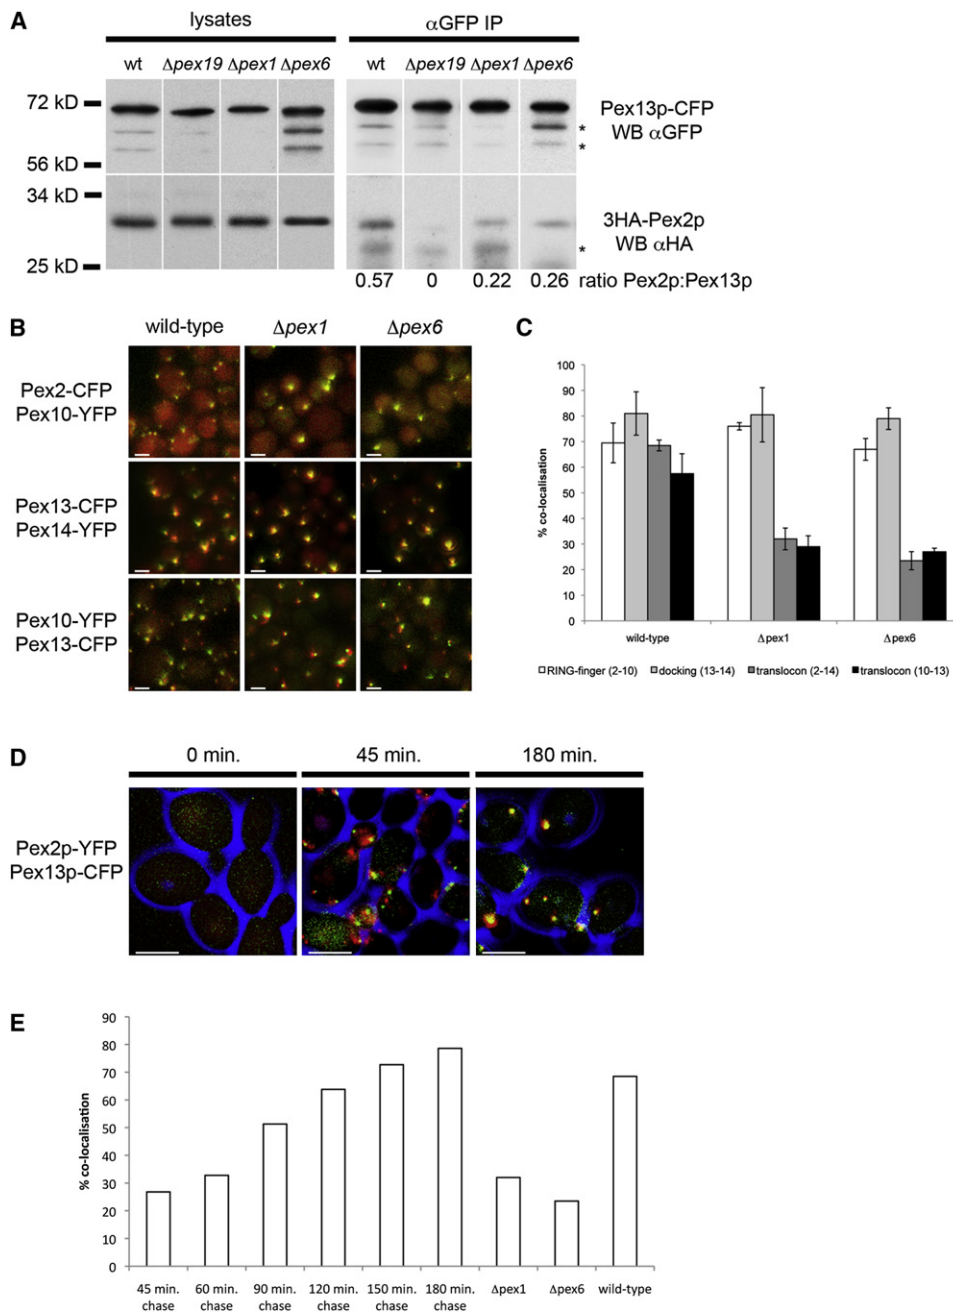 A
lysates
αGFP IP
wt Δpex19 Δpex1 Δpex6
wt Δpex19 Δpex1 Δpex6
72 kD
56 kD
34 kD
25 kD
Pex13p-CFP
WB αGFP
*
*
3HA-Pex2p
WB αHA
*
0.57 0 0.22 0.26 ratio Pex2p:Pex13p
B
wild-type Δpex1 Δpex6
Pex2-CFP
Pex10-YFP
Pex13-CFP
Pex14-YFP
Pex10-YFP
Pex13-CFP
C
% co-localisation
100
90
80
70
60
50
40
30
20
10
0
wild-type Δpex1 Δpex6
RING-finger (2-10) docking (13-14) translocon (2-14) translocon (10-13)
D
0 min. 45 min. 180 min.
Pex2p-YFP
Pex13p-CFP
E
% co-localisation
90
80
70
60
50
40
30
20
10
0
45 min. 60 min. 90 min. 120 min. 150 min. 180 min. Δpex1 Δpex6 wild-type
chase chase chase chase chase chase